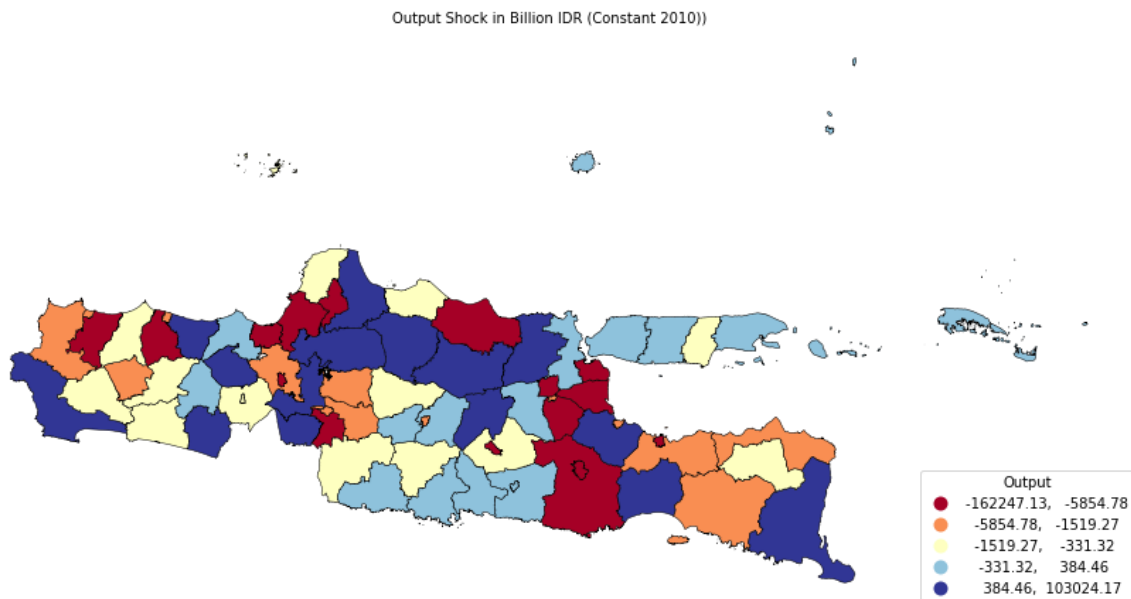 Output Shock in Billion IDR (Constant 2010))
Output
-162247.13, -5854.78
-5854.78, -1519.27
-1519.27, -331.32
-331.32, 384.46
384.46, 103024.17